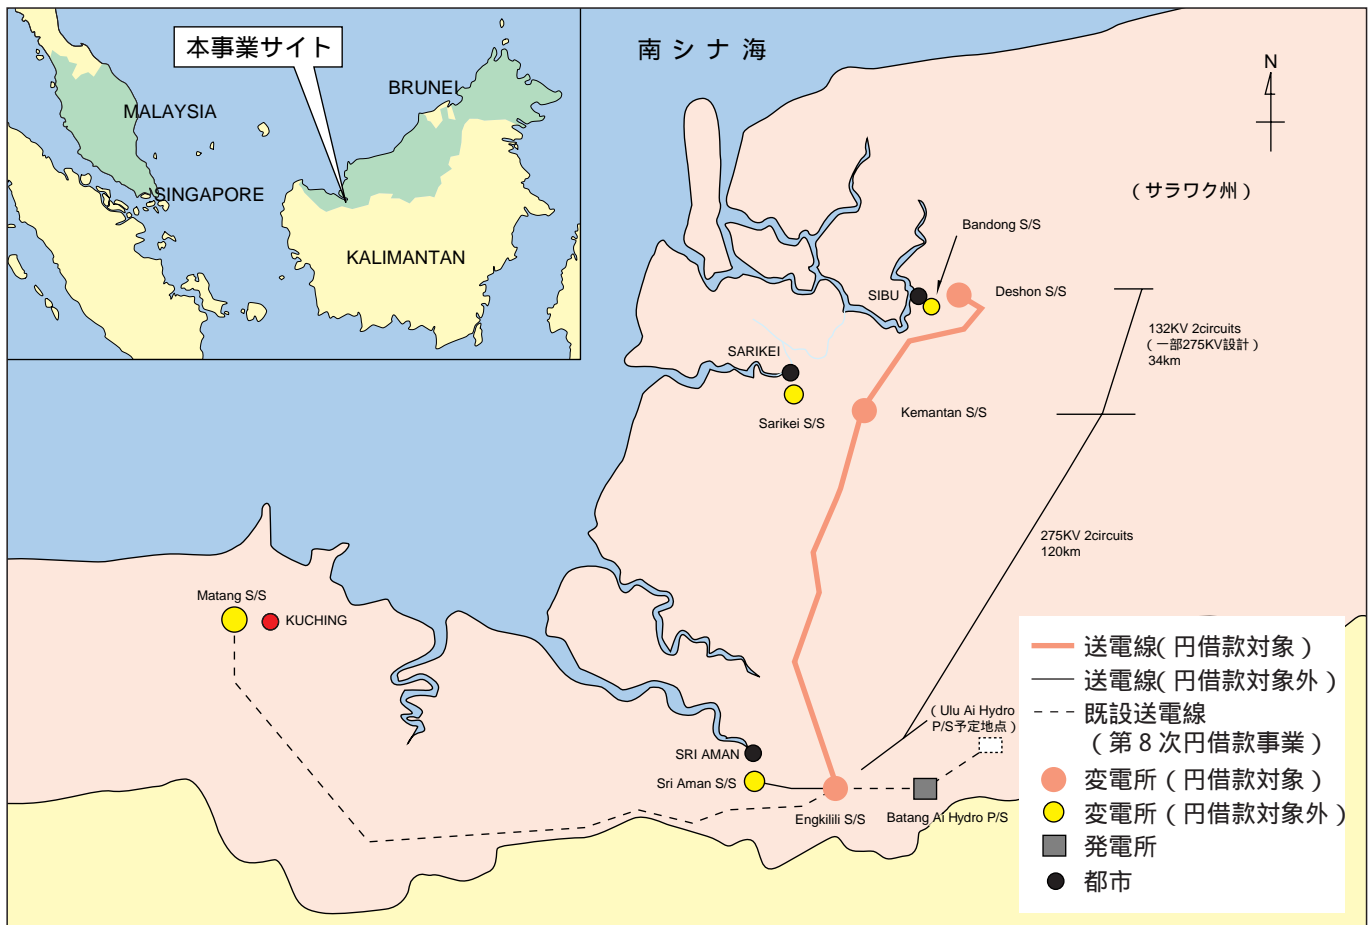 本事業サイト
MALAYSIA
SINGAPORE
BRUNEI
KALIMANTAN
南シナ海
N
(サラワク州)
Bandong S/S
SIBU
Deshon S/S
132KV 2circuits
(一部275KV設計)
34km
SARIKEI
Sarikei S/S
Kemantan S/S
275KV 2circuits
120km
Matang S/S
KUCHING
(Ulu Ai Hydro
P/S予定地点)
SRI AMAN
Sri Aman S/S
Engkilili S/S
Batang Ai Hydro P/S
送電線(円借款対象)
送電線(円借款対象外)
既設送電線
(第8次円借款事業)
変電所(円借款対象)
変電所(円借款対象外)
発電所
都市